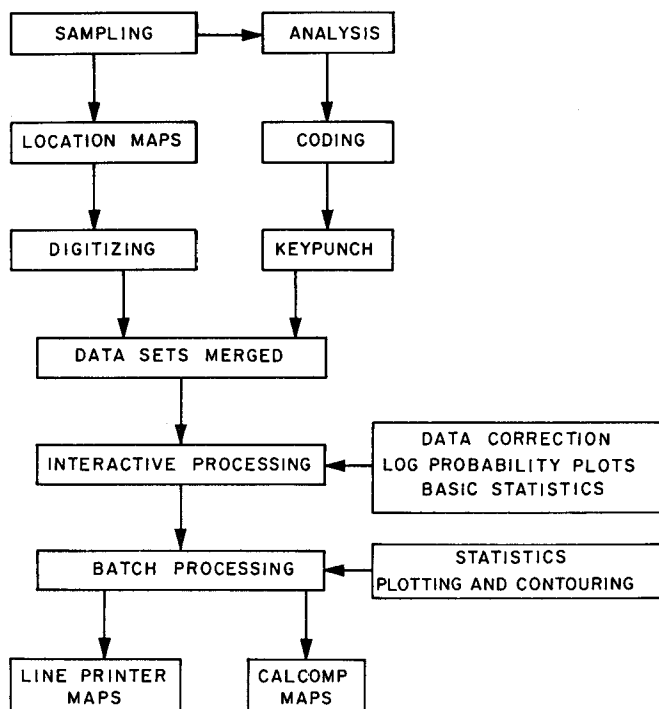 SAMPLING
ANALYSIS
LOCATION MAPS
CODING
DIGITIZING
KEYPUNCH
DATA SETS MERGED
INTERACTIVE PROCESSING
DATA CORRECTION
LOG PROBABILITY PLOTS
BASIC STATISTICS
BATCH PROCESSING
STATISTICS
PLOTTING AND CONTOURING
LINE PRINTER
MAPS
CALCOMP
MAPS